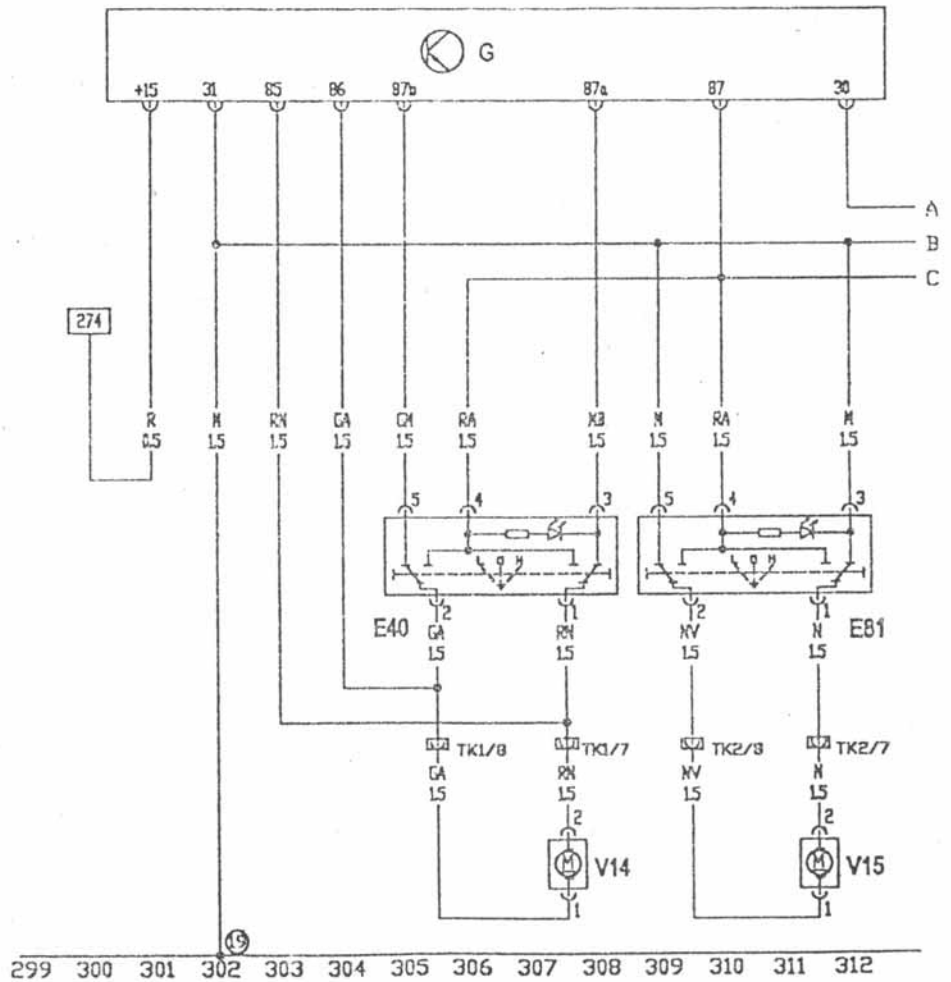 G
+15 31 85 86 87b 87a 87 30
A
B
C
274
R M RN GA GM RA M RA M
0.5 1.5 1.5 1.5 1.5 1.5 1.5 1.5 1.5 1.5
5 4 3 5 4 3
L O H L O H
2 1 2 1
E40 E81
GA RN NV N
1.5 1.5 1.5 1.5
TK1/8 TK1/7 TK2/8 TK2/7
GA RN NV N
1.5 1.5 1.5 1.5
2 2
M V14 M V15
1 1
15
299 300 301 302 303 304 305 306 307 308 309 310 311 312